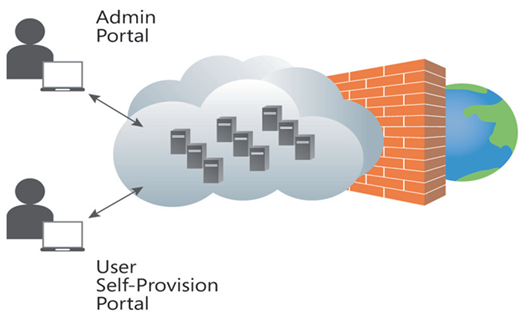 Admin
Portal
User
Self-Provision
Portal